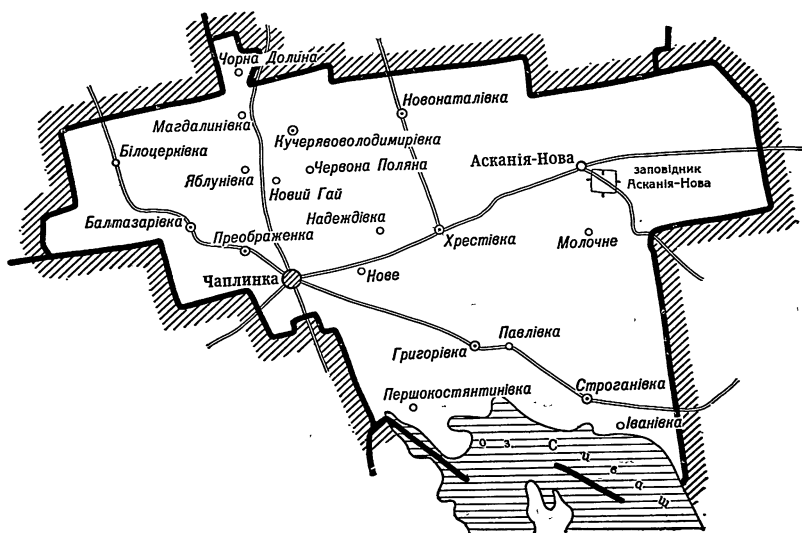 Чорна Долина
Новонаталівка
Магдалинівка
Кучерявоволодимирівка
Білоцерківка
Асканія-Нова
Червона Поляна
заповідник
Асканія-Нова
Яблунівка
Новий Гай
Балтазарівка
Надеждівка
Преображенка
Хрестівка
Молочне
Чаплинка
Нове
Павлівка
Григорівка
Строганівка
Першокостянтинівка
Іванівка
оз Сиваш